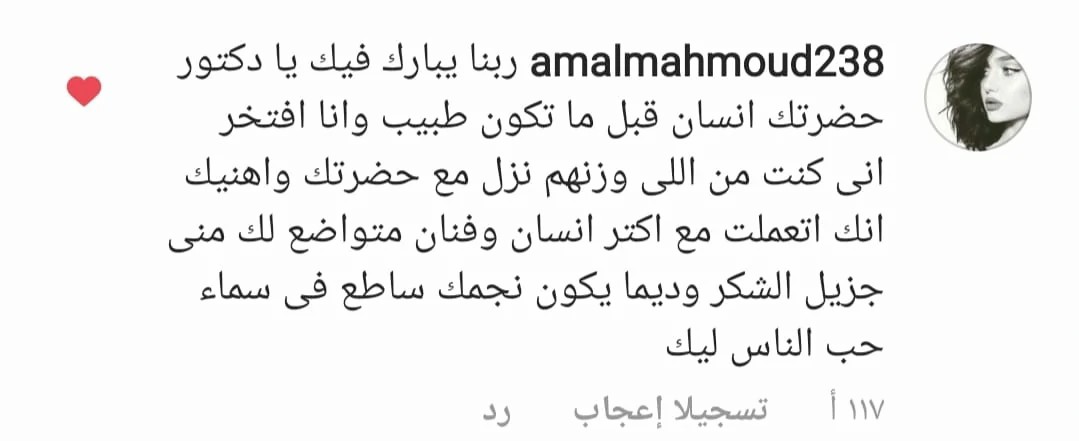 amalmahmoud238 ربنا يبارك فيك يا دكتور
حضرتك انسان قبل ما تكون طبيب وانا افتخر
انى كنت من اللى وزنهم نزل مع حضرتك واهنيك
انك اتعملت مع اكتر انسان وفنان متواضع لك منى
جزيل الشكر وديما يكون نجمك ساطع فى سماء
حب الناس ليك
١١٧ أ تسجيلا إعجاب رد